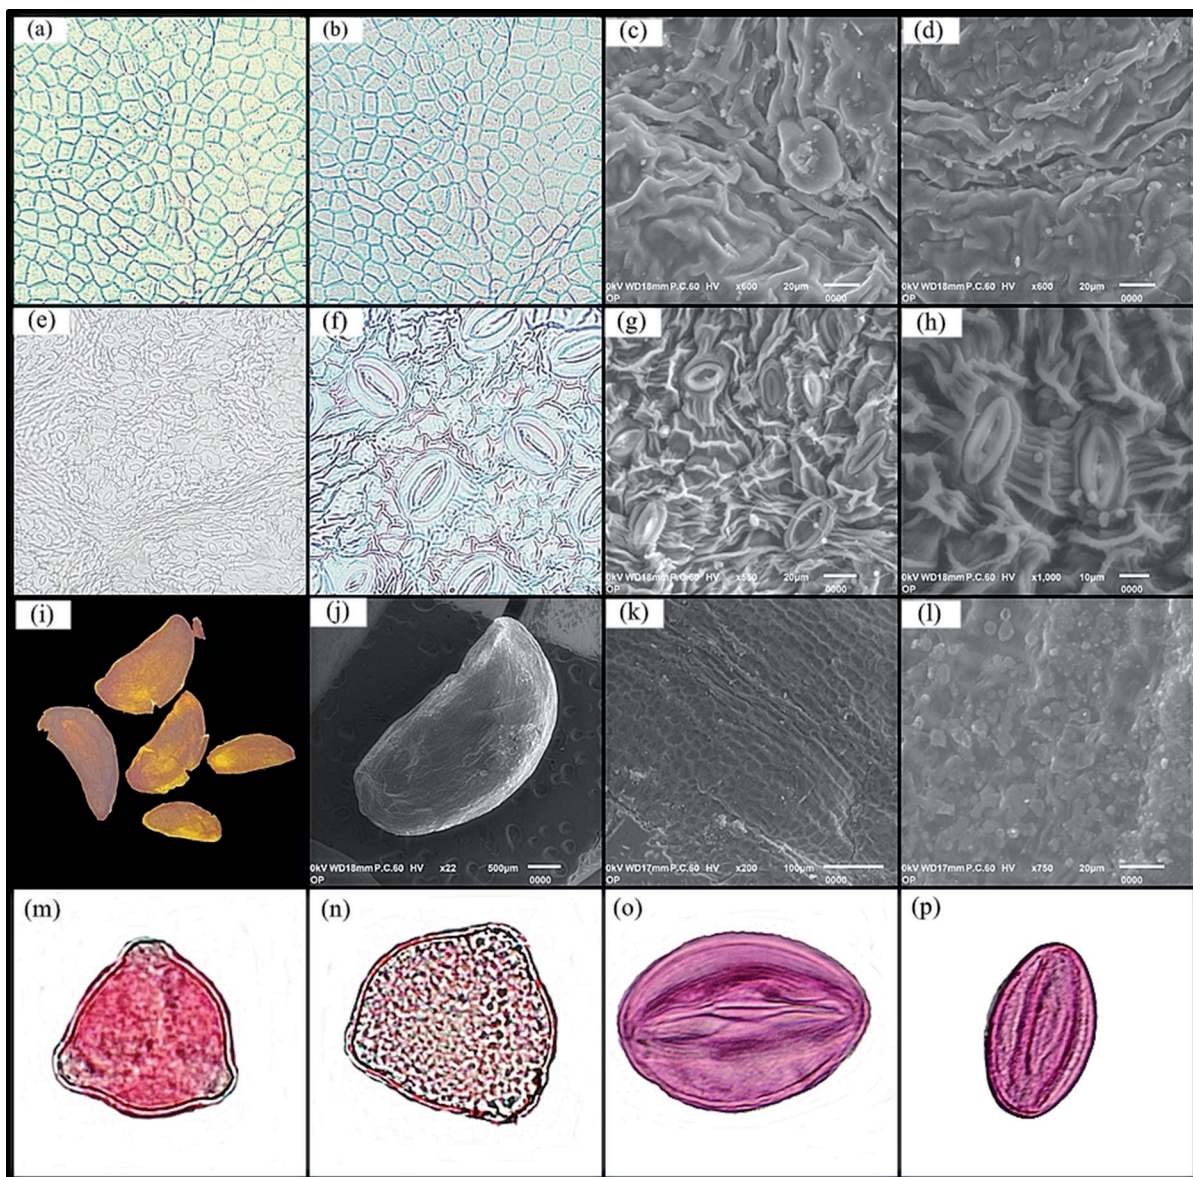 (a)
(b)
(c)
(d)
0kV WD18mm P.C.60 HV x600 20µm
OP 0000
0kV WD18mm P.C.60 HV x600 20µm
OP 0000
(e)
(f)
(g)
(h)
0kV WD18mm P.C.60 HV x550 20µm
OP 0000
0kV WD18mm P.C.60 HV x1,000 10µm
OP 0000
(i)
(j)
(k)
(l)
0kV WD18mm P.C.60 HV x22 500µm
OP 0000
0kV WD17mm P.C.60 HV x200 100µm
OP 0000
0kV WD17mm P.C.60 HV x750 20µm
OP 0000
(m)
(n)
(o)
(p)